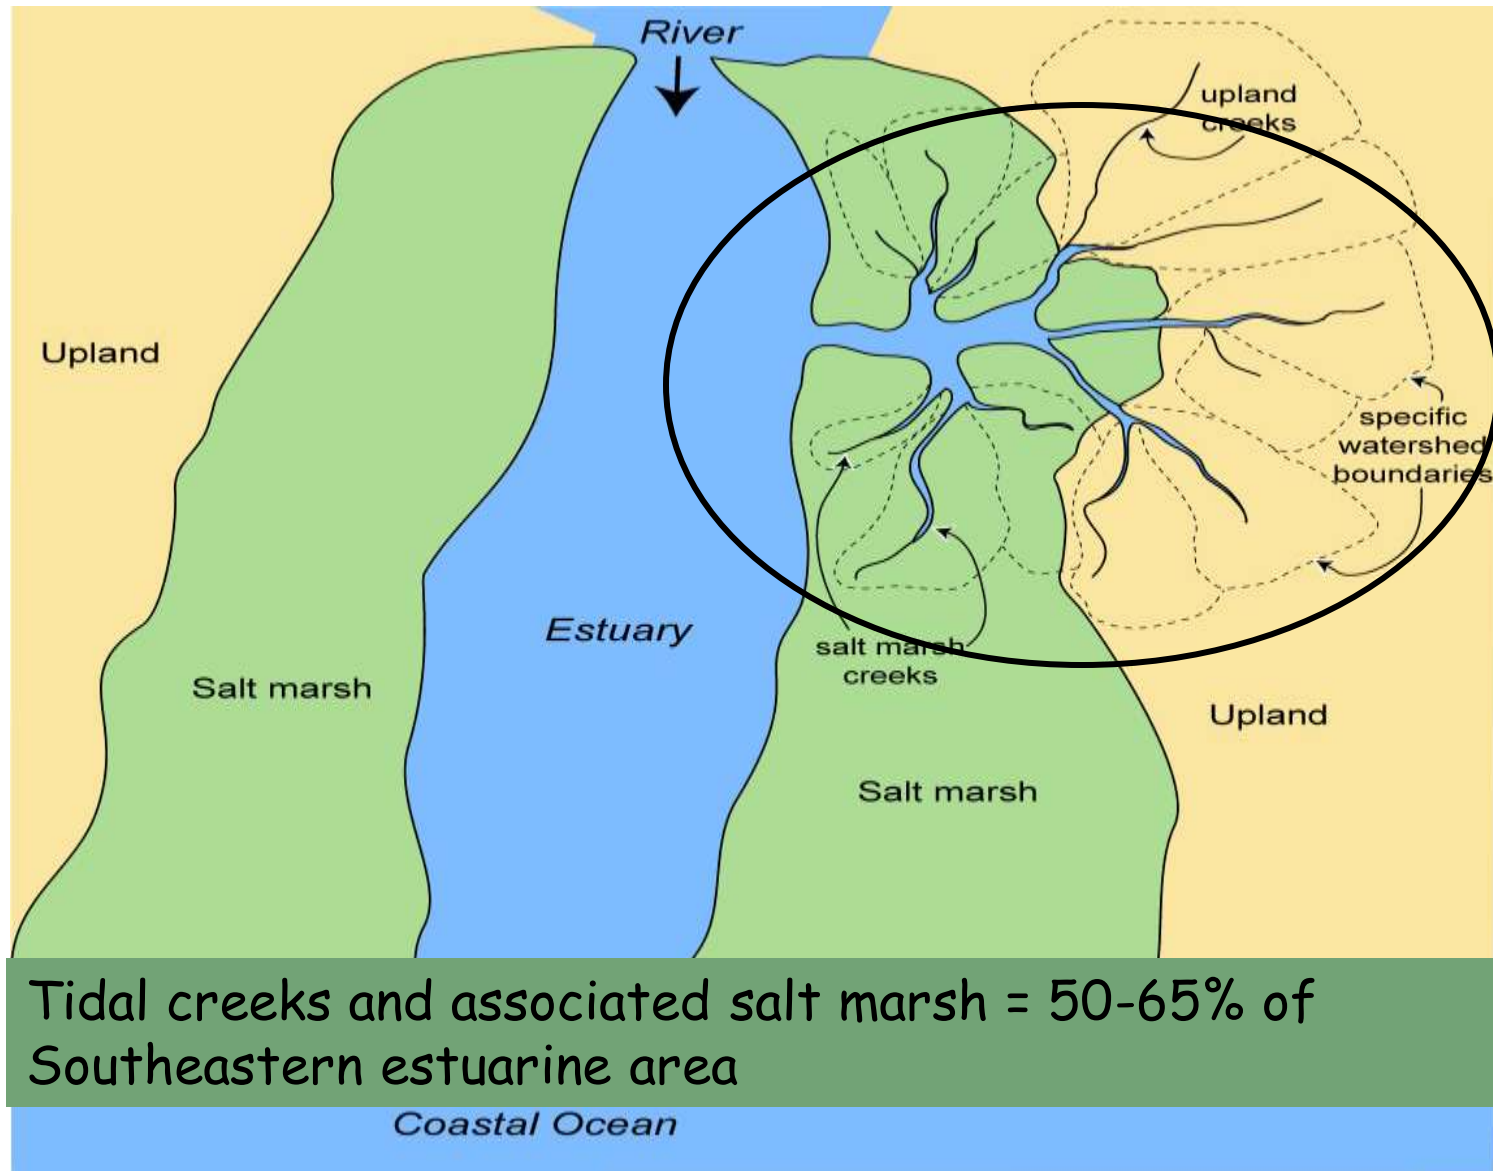 River
upland
creeks
Upland
specific
watershed
boundaries
Estuary
salt marsh
creeks
Salt marsh
Upland
Salt marsh
Tidal creeks and associated salt marsh = 50-65% of
Southeastern estuarine area
Coastal Ocean